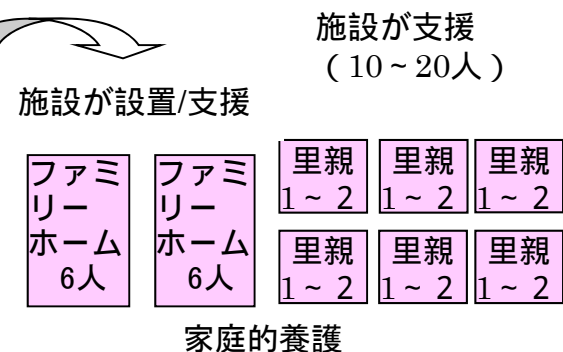 施設が支援
（10～20人）
施設が設置/支援
ファミ
リー
ホーム
6人
ファミ
リー
ホーム
6人
里親
1～2
里親
1～2
里親
1～2
里親
1～2
里親
1～2
里親
1～2
家庭的養護